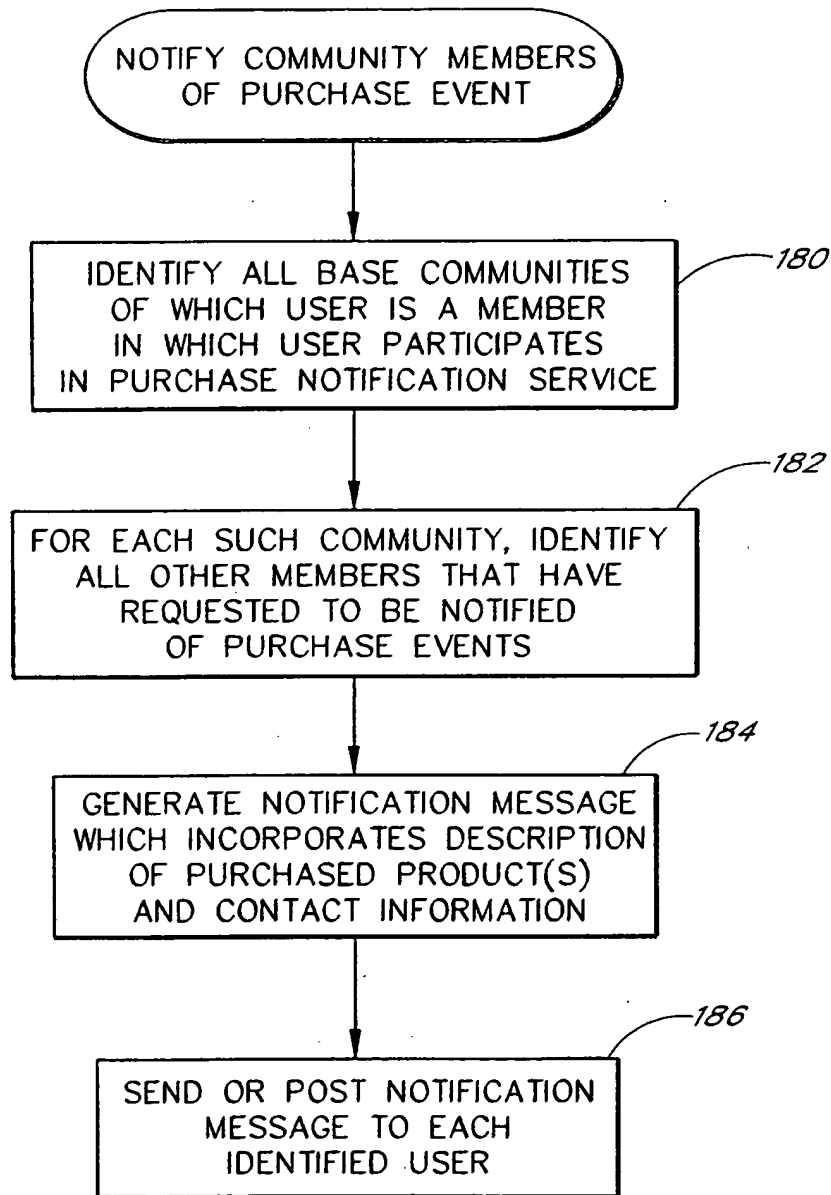 NOTIFY COMMUNITY MEMBERS
OF PURCHASE EVENT
180
IDENTIFY ALL BASE COMMUNITIES
OF WHICH USER IS A MEMBER
IN WHICH USER PARTICIPATES
IN PURCHASE NOTIFICATION SERVICE
182
FOR EACH SUCH COMMUNITY, IDENTIFY
ALL OTHER MEMBERS THAT HAVE
REQUESTED TO BE NOTIFIED
OF PURCHASE EVENTS
184
GENERATE NOTIFICATION MESSAGE
WHICH INCORPORATES DESCRIPTION
OF PURCHASED PRODUCT(S)
AND CONTACT INFORMATION
186
SEND OR POST NOTIFICATION
MESSAGE TO EACH
IDENTIFIED USER